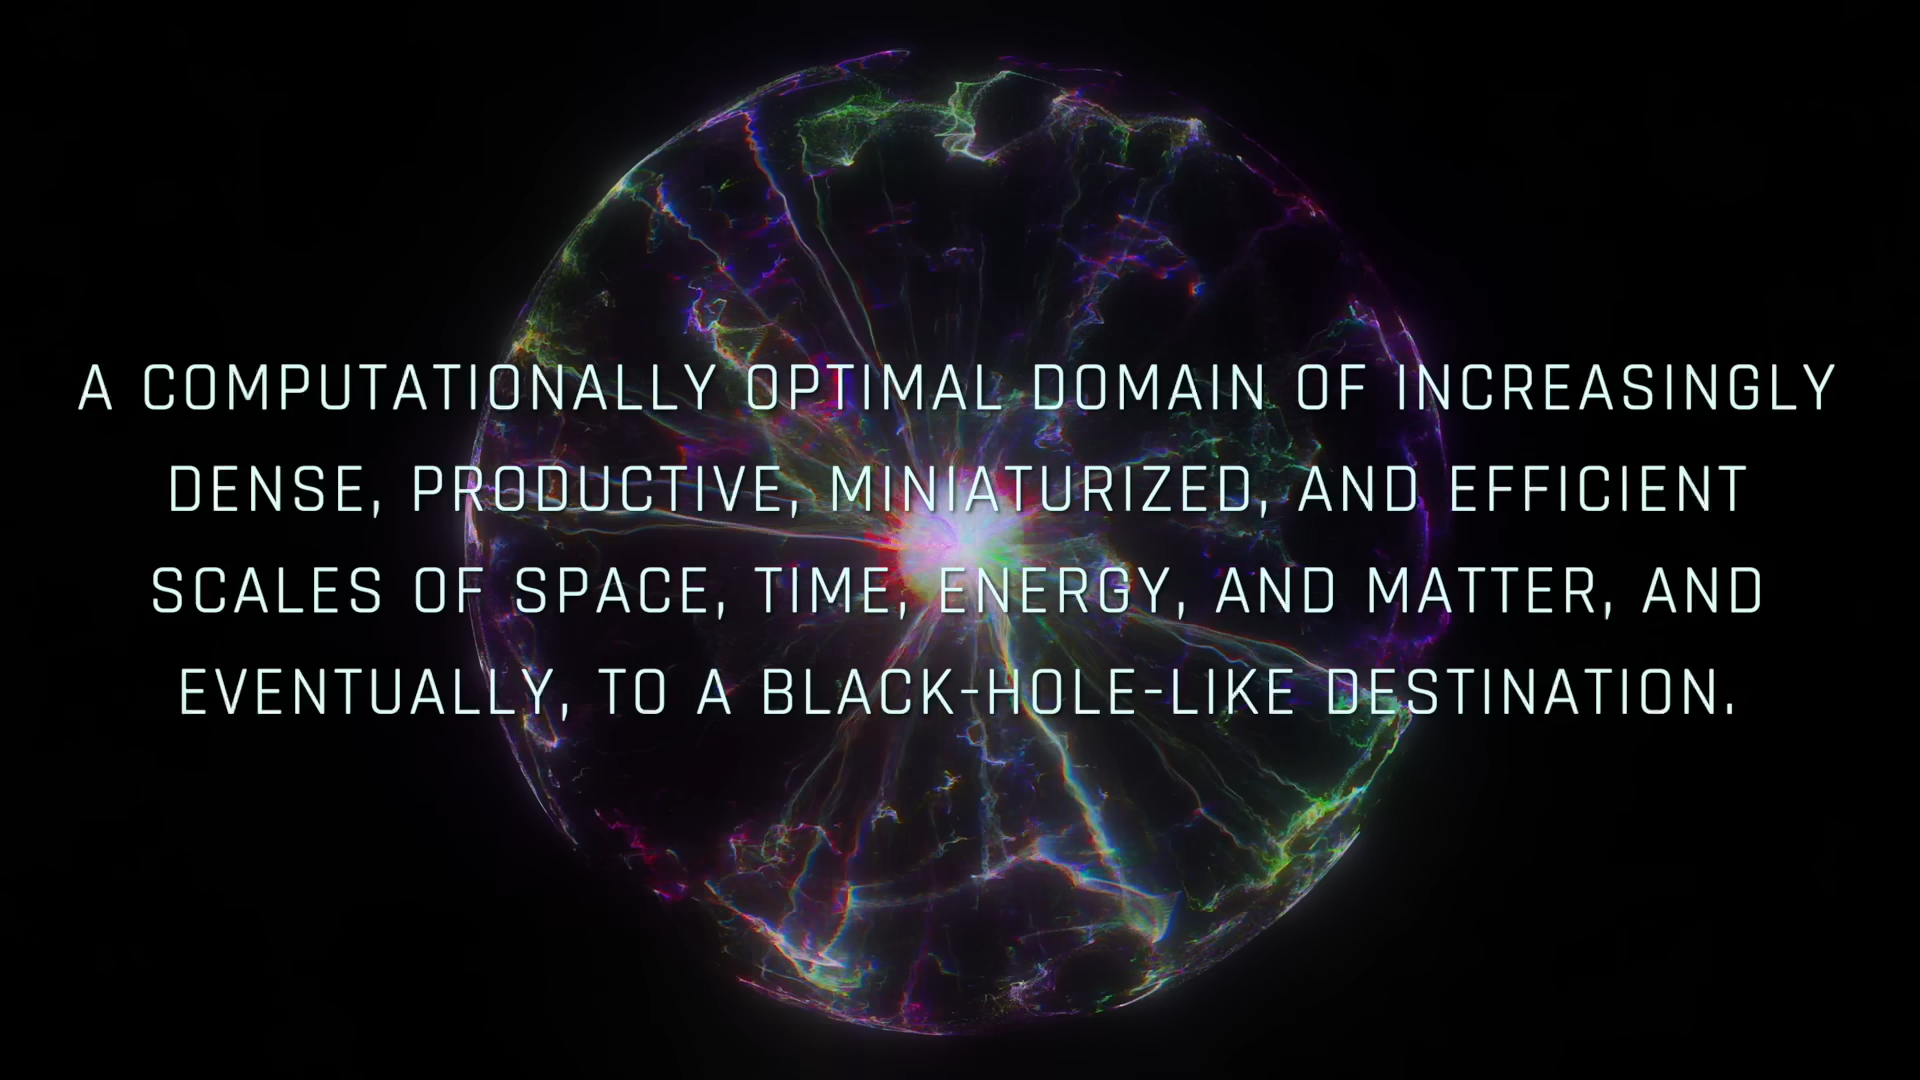 A COMPUTATIONALLY OPTIMAL DOMAIN OF INCREASINGLY
DENSE, PRODUCTIVE, MINIATURIZED, AND EFFICIENT
SCALES OF SPACE, TIME, ENERGY, AND MATTER, AND
EVENTUALLY, TO A BLACK-HOLE-LIKE DESTINATION.